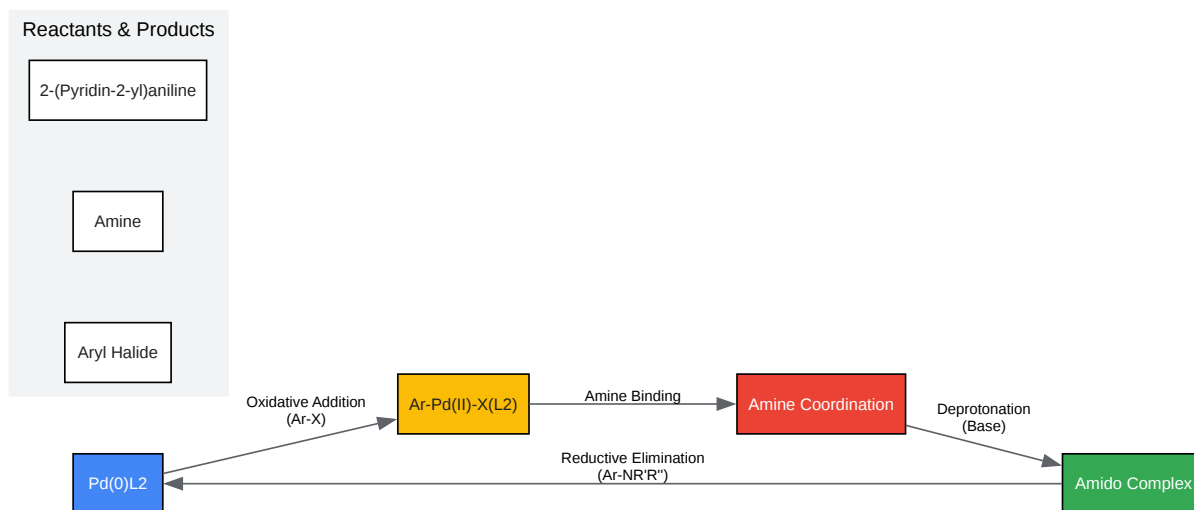 Reactants & Products
2-(Pyridin-2-yl)aniline
Amine
Aryl Halide
Oxidative Addition
(Ar-X)
Ar-Pd(II)-X(L2)
Amine Binding
Amine Coordination
Deprotonation
(Base)
Reductive Elimination
(Ar-NR'R")
Pd(0)L2
Amido Complex